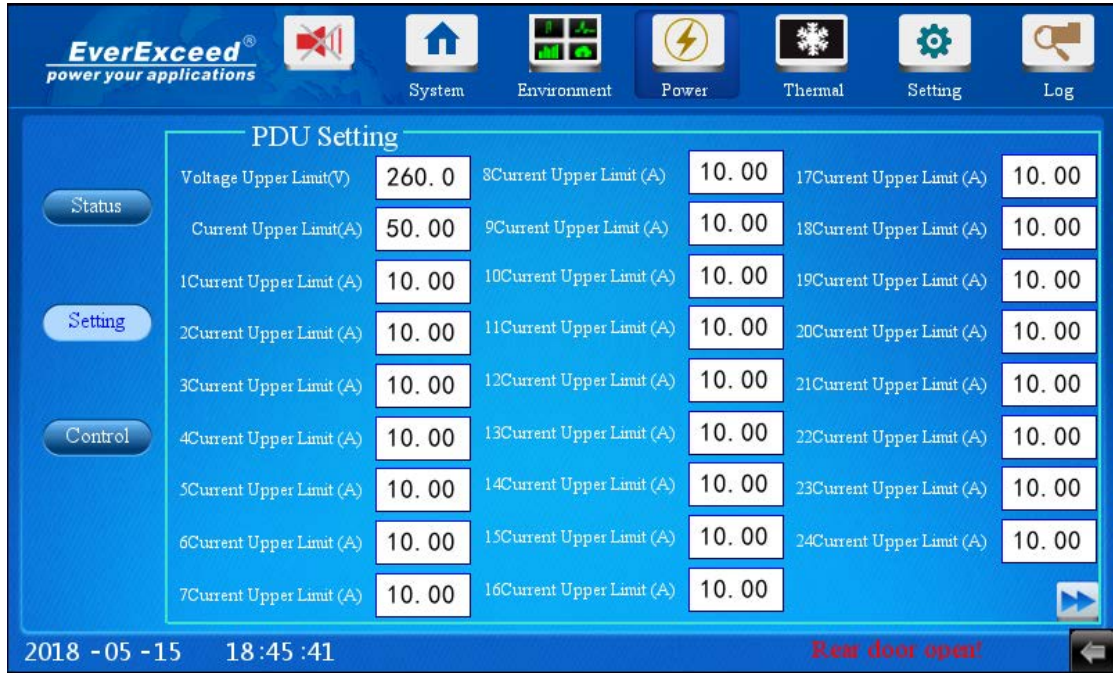 EverExceed®
power your applications
System
Environment
Power
Thermal
Setting
Log
PDU Setting
Status
Setting
Control
Voltage Upper Limit(V) 260.0
Current Upper Limit(A) 50.00
1Current Upper Limit (A) 10.00
2Current Upper Limit (A) 10.00
3Current Upper Limit (A) 10.00
4Current Upper Limit (A) 10.00
5Current Upper Limit (A) 10.00
6Current Upper Limit (A) 10.00
7Current Upper Limit (A) 10.00
8Current Upper Limit (A) 10.00
9Current Upper Limit (A) 10.00
10Current Upper Limit (A) 10.00
11Current Upper Limit (A) 10.00
12Current Upper Limit (A) 10.00
13Current Upper Limit (A) 10.00
14Current Upper Limit (A) 10.00
15Current Upper Limit (A) 10.00
16Current Upper Limit (A) 10.00
17Current Upper Limit (A) 10.00
18Current Upper Limit (A) 10.00
19Current Upper Limit (A) 10.00
20Current Upper Limit (A) 10.00
21Current Upper Limit (A) 10.00
22Current Upper Limit (A) 10.00
23Current Upper Limit (A) 10.00
24Current Upper Limit (A) 10.00
2018 -05 -15 18:45 :41
Rear door open!